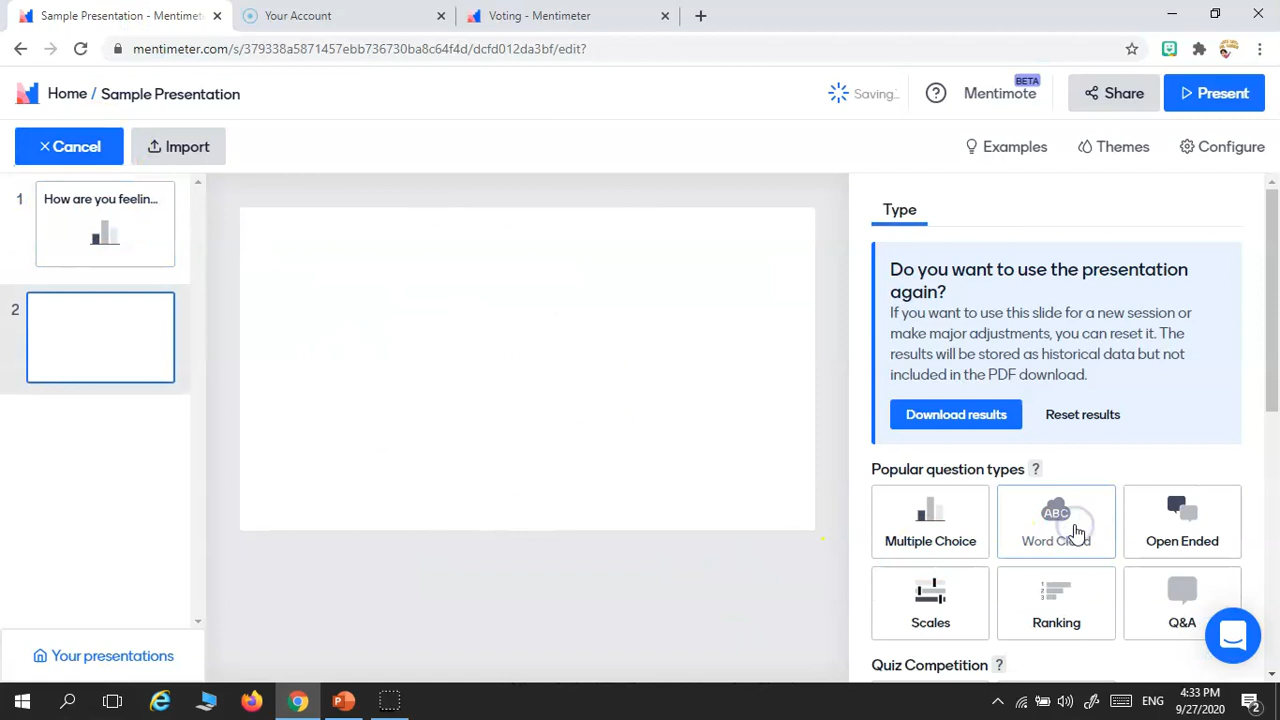 Sample Presentation - Mentimete
Your Account
Voting - Mentimeter
mentimeter.com/s/379338a5871457ebb736730ba8c64f4d/dcfd012da3bf/edit?
Home / Sample Presentation
Saving..
?
Mentimote
BETA
Share
Present
Cancel
Import
Examples
Themes
Configure
1
How are you feelin...
2
Type
Do you want to use the presentation
again?
If you want to use this slide for a new session or
make major adjustments, you can reset it. The
results will be stored as historical data but not
included in the PDF download.
Download results
Reset results
Popular question types ?
Multiple Choice
ABC
Word Cloud
Open Ended
Scales
1
2
3
Ranking
Q&A
Quiz Competition ?
Your presentations
ENG
4:33 PM
9/27/2020
2